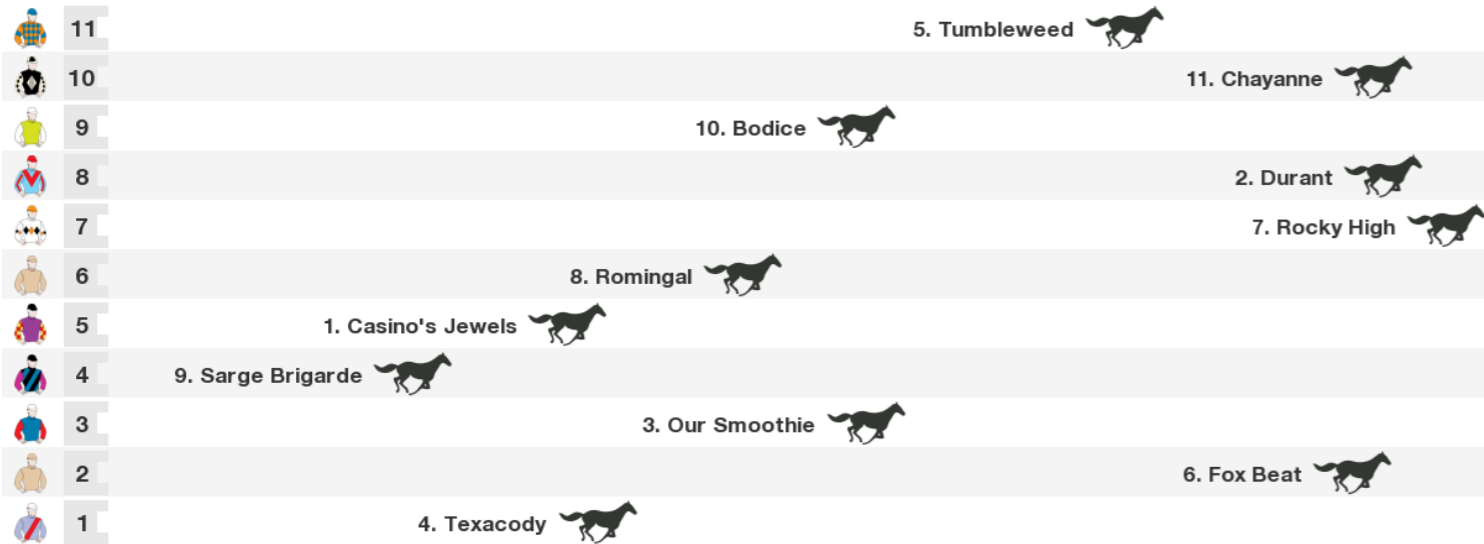 11 5. Tumbleweed
10 11. Chayanne
9 10. Bodice
8 2. Durant
7 7. Rocky High
6 8. Romingal
5 1. Casino's Jewels
4 9. Sarge Brigarde
3 3. Our Smoothie
2 6. Fox Beat
1 4. Texacody